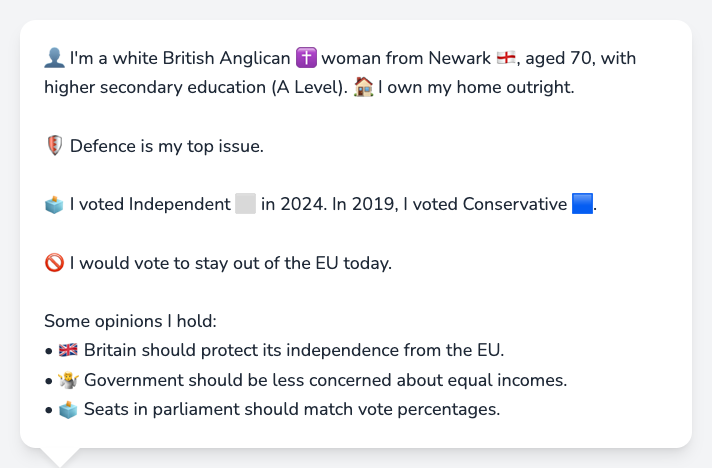 👤 I'm a white British Anglican ✝️ woman from Newark 🏴󠁧󠁢󠁥󠁮󠁧󠁿, aged 70, with
higher secondary education (A Level). 🏠 I own my home outright.
🛡️ Defence is my top issue.
🗳️ I voted Independent ⬜ in 2024. In 2019, I voted Conservative 🟦.
🚫 I would vote to stay out of the EU today.
Some opinions I hold:
• 🇬🇧 Britain should protect its independence from the EU.
• 🤷 Government should be less concerned about equal incomes.
• 🗳️ Seats in parliament should match vote percentages.